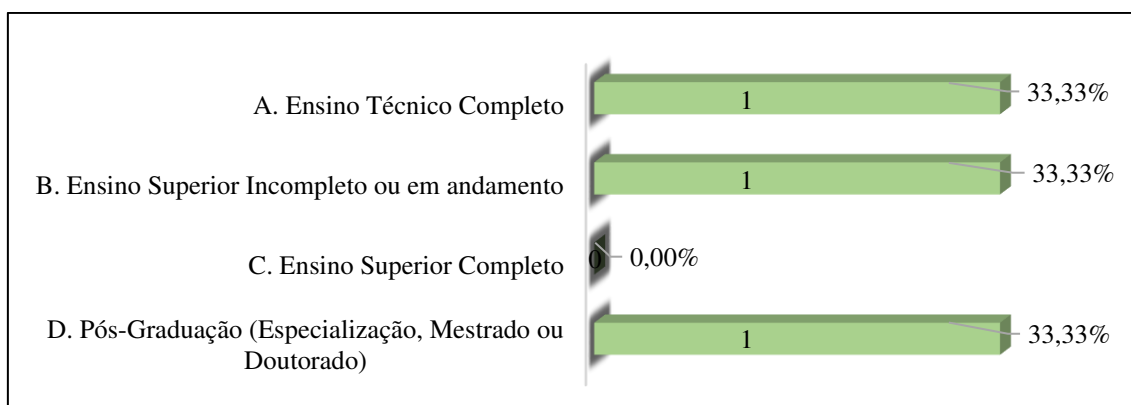 A. Ensino Técnico Completo 1 33,33%
B. Ensino Superior Incompleto ou em andamento 1 33,33%
C. Ensino Superior Completo 0 0,00%
D. Pós-Graduação (Especialização, Mestrado ou
Doutorado) 1 33,33%